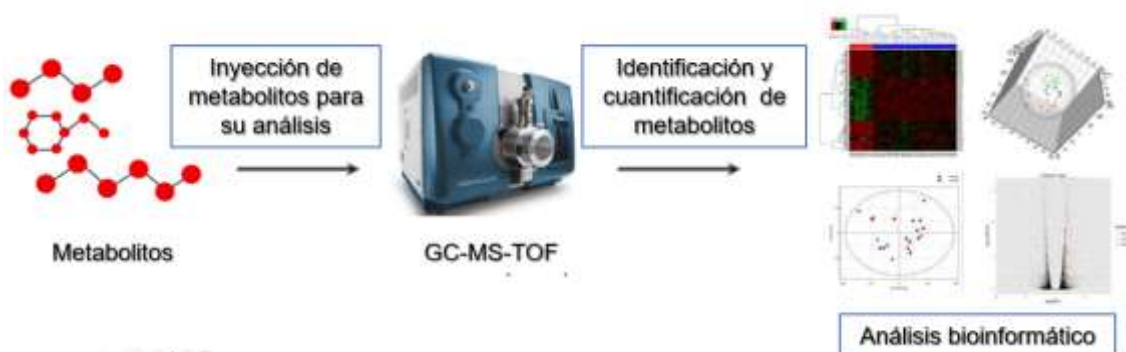 Inyección de
metabolitos para
su análisis
Identificación y
cuantificación de
metabolitos
Metabolitos
GC-MS-TOF
Análisis bioinformático